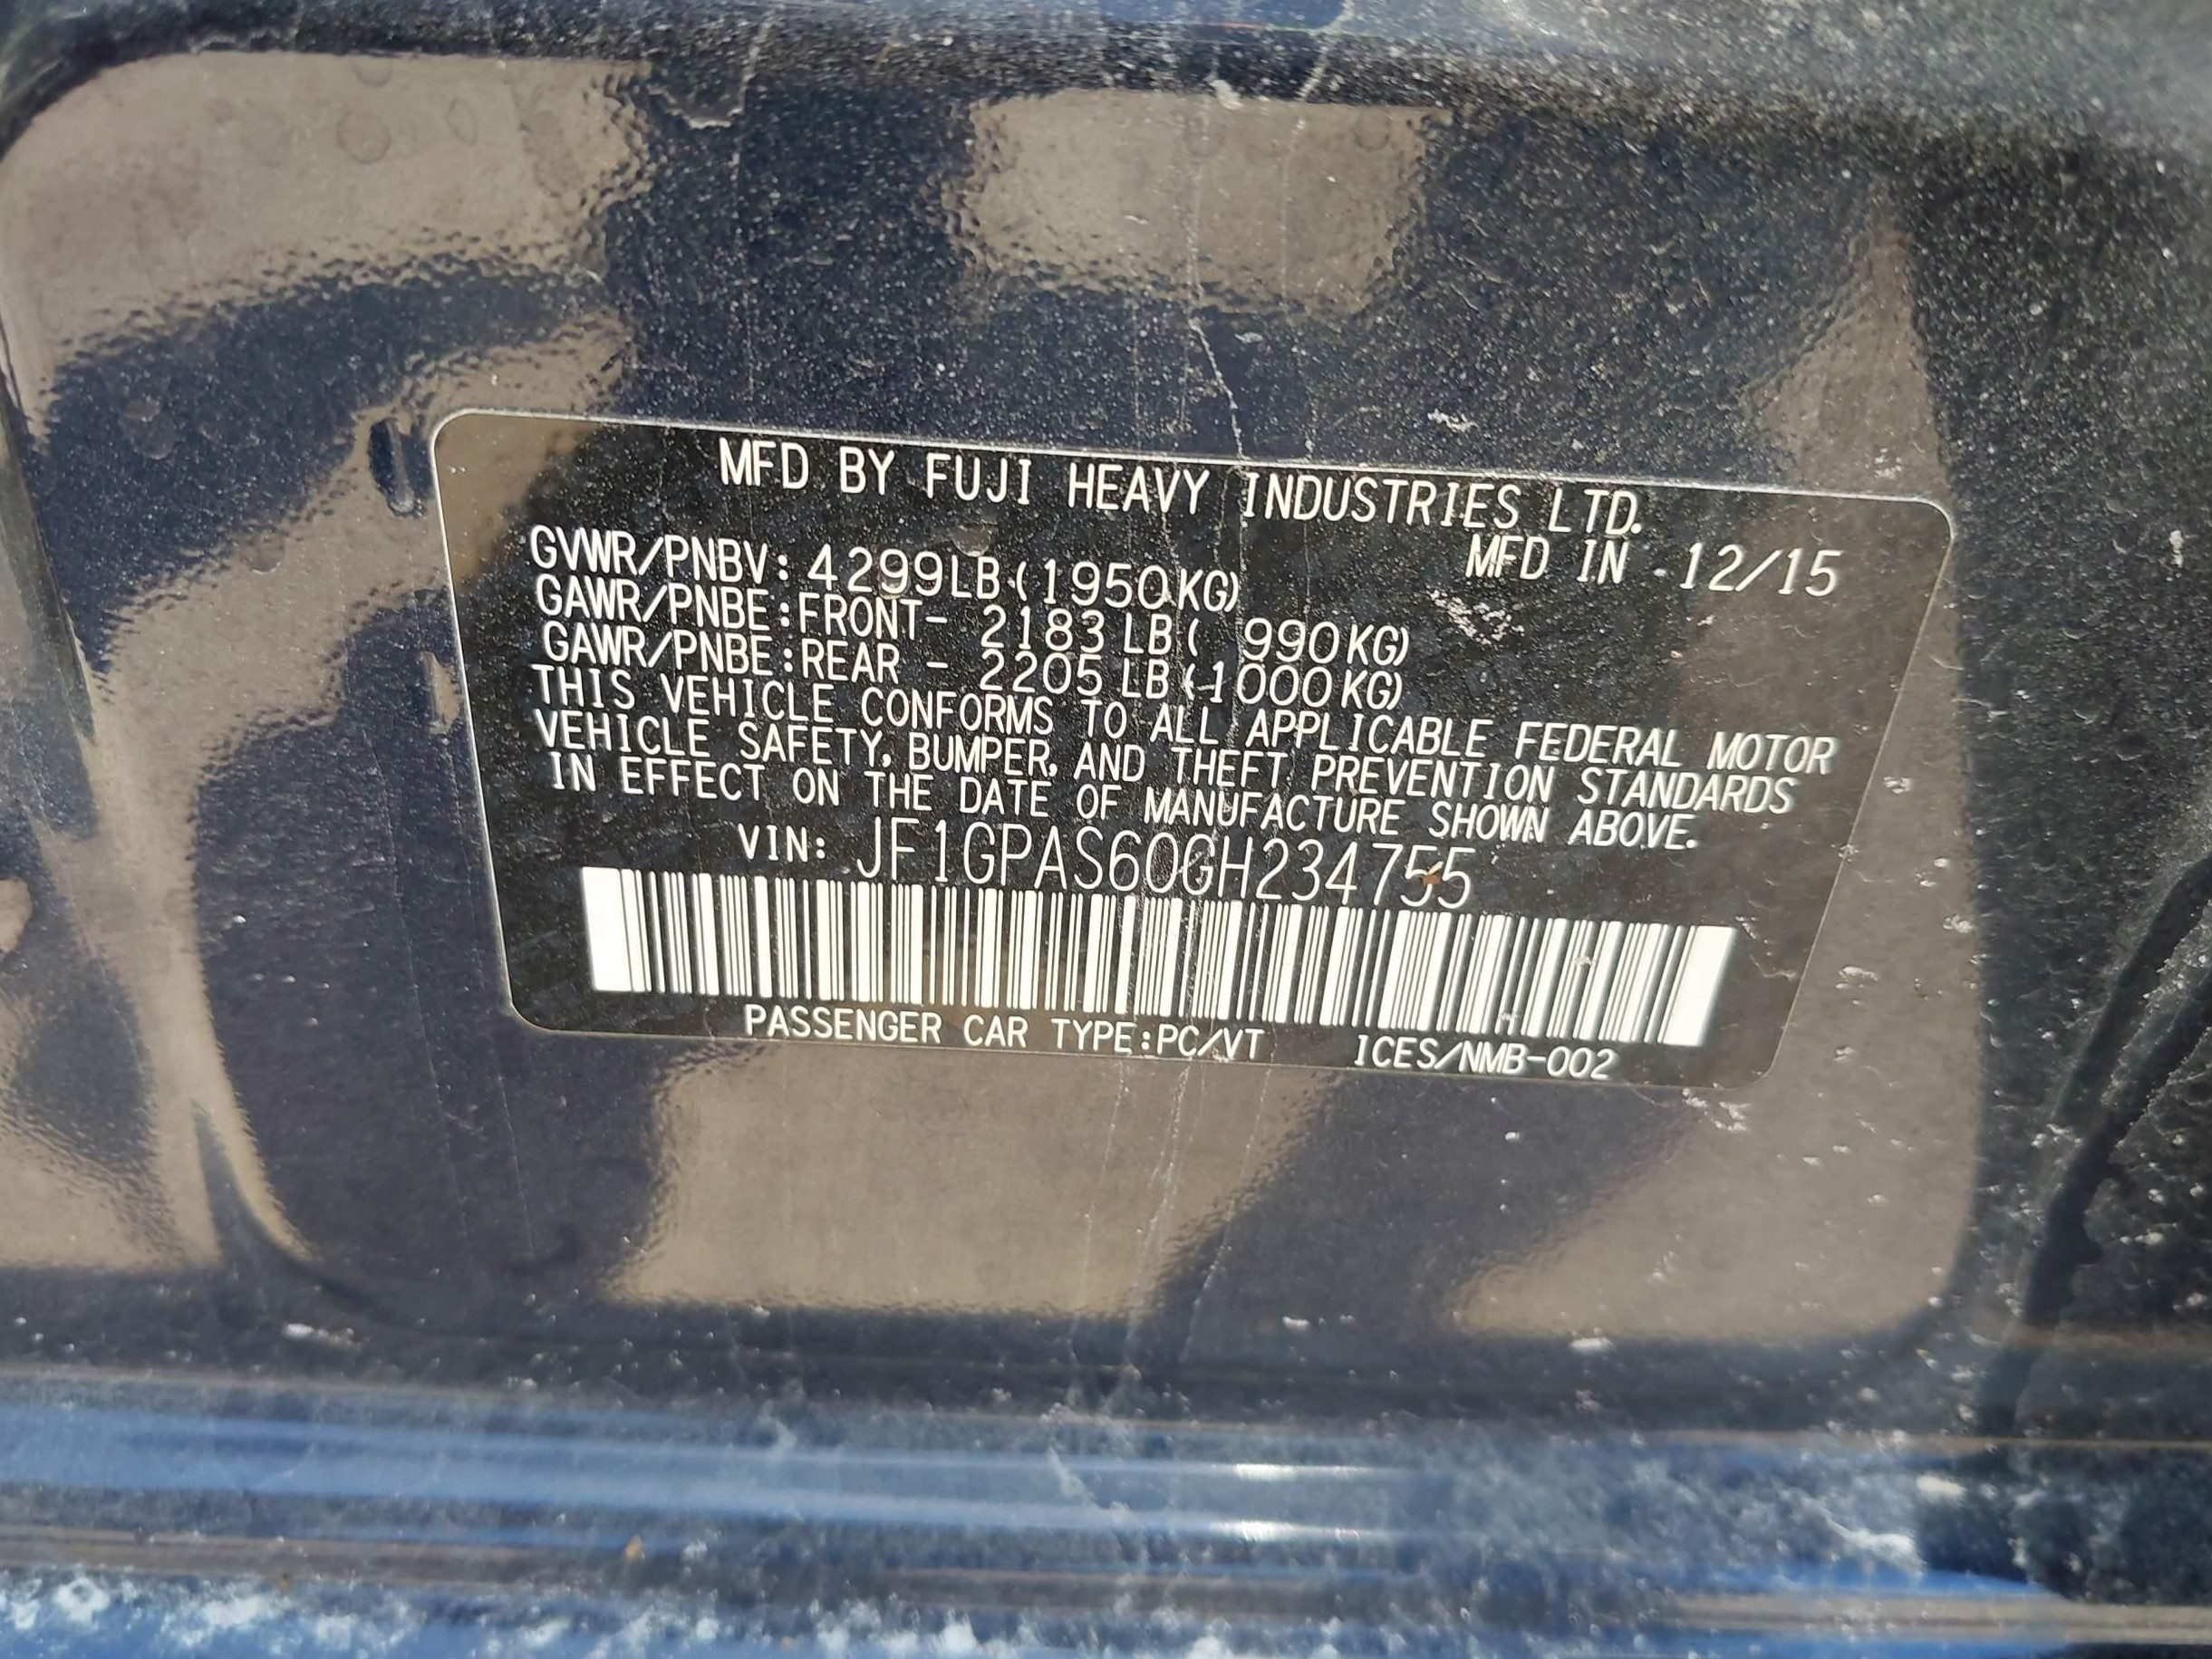 MFD BY FUJI HEAVY INDUSTRIES LTD.
MFD IN 12/15
GVWR/PNBV: 4299LB (1950KG)
GAWR/PNBE:FRONT- 2183 LB( 990KG)
GAWR/PNBE:REAR - 2205 LB(1000KG)
THIS VEHICLE CONFORMS TO ALL APPLICABLE FEDERAL MOTOR
VEHICLE SAFETY, BUMPER, AND THEFT PREVENTION STANDARDS
IN EFFECT ON THE DATE OF MANUFACTURE SHOWN ABOVE.
VIN: JF1GPAS60GH234755
PASSENGER CAR TYPE:PC/VT ICES/NMB-002